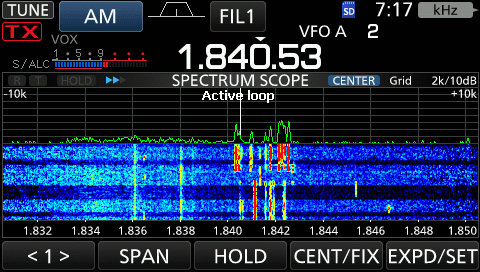 TUNE AM FIL1 SD 7:17 kHz
TX VOX VFO A 2
1 5 9
S/ALC 1.840.53
R T HOLD SPECTRUM SCOPE CENTER Grid 2k/10dB
-10k Active loop +10k
1.832 1.834 1.836 1.838 1.840 1.842 1.844 1.846 1.848 1.850
< 1 > SPAN HOLD CENT/FIX EXPD/SET